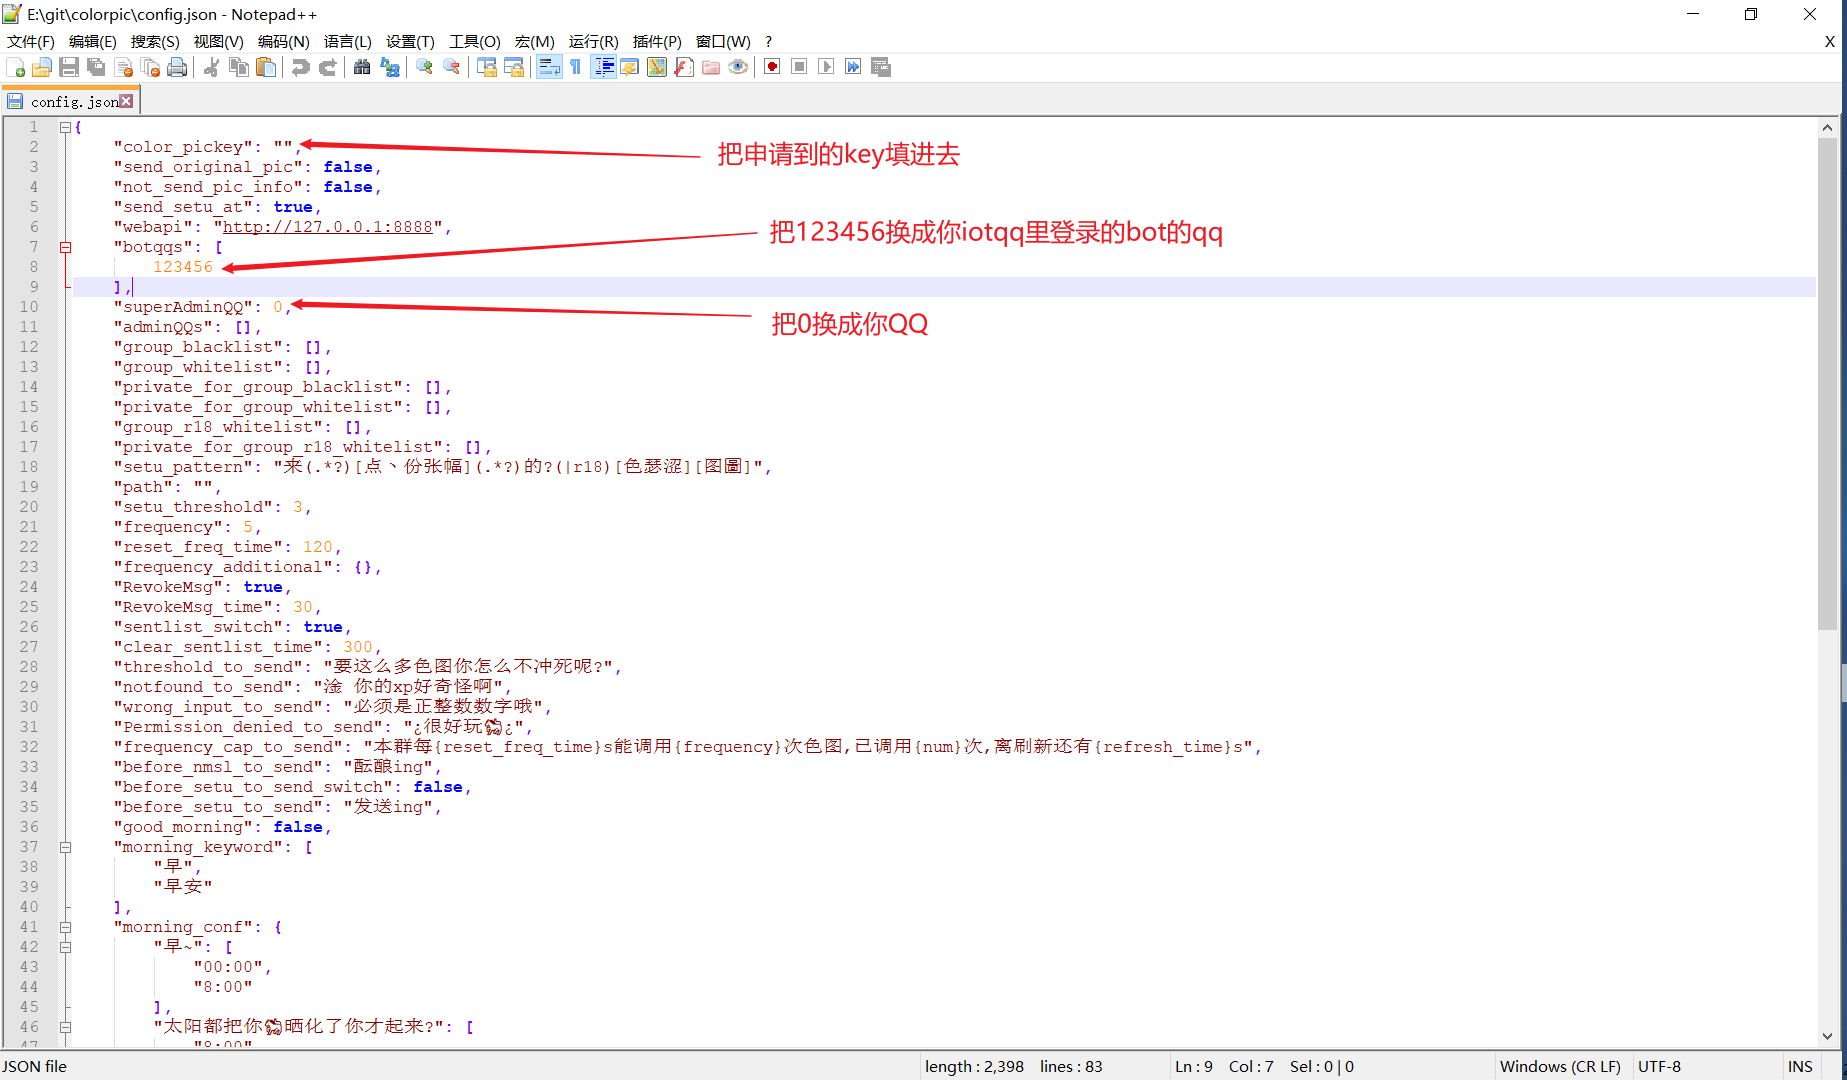 E:\git\colorpic\config.json - Notepad++
文件(F) 编辑(E) 搜索(S) 视图(V) 编码(N) 语言(L) 设置(T) 工具(O) 宏(M) 运行(R) 插件(P) 窗口(W) ? X
config.json
1 {
2 "color_pickey": "",
把申请到的key填进去
3 "send_original_pic": false,
4 "not_send_pic_info": false,
5 "send_setu_at": true,
6 "webapi": "http://127.0.0.1:8888",
把123456换成你iotqq里登录的bot的qq
7 "botqqs": [
8 123456
9 ],
10 "superAdminQQ": 0,
把0换成你QQ
11 "adminQQs": [],
12 "group_blacklist": [],
13 "group_whitelist": [],
14 "private_for_group_blacklist": [],
15 "private_for_group_whitelist": [],
16 "group_r18_whitelist": [],
17 "private_for_group_r18_whitelist": [],
18 "setu_pattern": "来(.*?)[点丶份张幅](.*?)的?(|r18)[色瑟涩][图圖]",
19 "path": "",
20 "setu_threshold": 3,
21 "frequency": 5,
22 "reset_freq_time": 120,
23 "frequency_additional": {},
24 "RevokeMsg": true,
25 "RevokeMsg_time": 30,
26 "sentlist_switch": true,
27 "clear_sentlist_time": 300,
28 "threshold_to_send": "要这么多色图你怎么不冲死呢?",
29 "notfound_to_send": "淦 你的xp好奇怪啊",
30 "wrong_input_to_send": "必须是正整数数字哦",
31 "Permission_denied_to_send": "¿很好玩🐎¿",
32 "frequency_cap_to_send": "本群每{reset_freq_time}s能调用{frequency}次色图,已调用{num}次,离刷新还有{refresh_time}s",
33 "before_nmsl_to_send": "酝酿ing",
34 "before_setu_to_send_switch": false,
35 "before_setu_to_send": "发送ing",
36 "good_morning": false,
37 "morning_keyword": [
38 "早",
39 "早安"
40 ],
41 "morning_conf": {
42 "早~": [
43 "00:00",
44 "8:00"
45 ],
46 "太阳都把你🐎晒化了你才起来?": [
47 "8:00"
JSON file length : 2,398 lines : 83 Ln : 9 Col : 7 Sel : 0 | 0 Windows (CR LF) UTF-8 INS